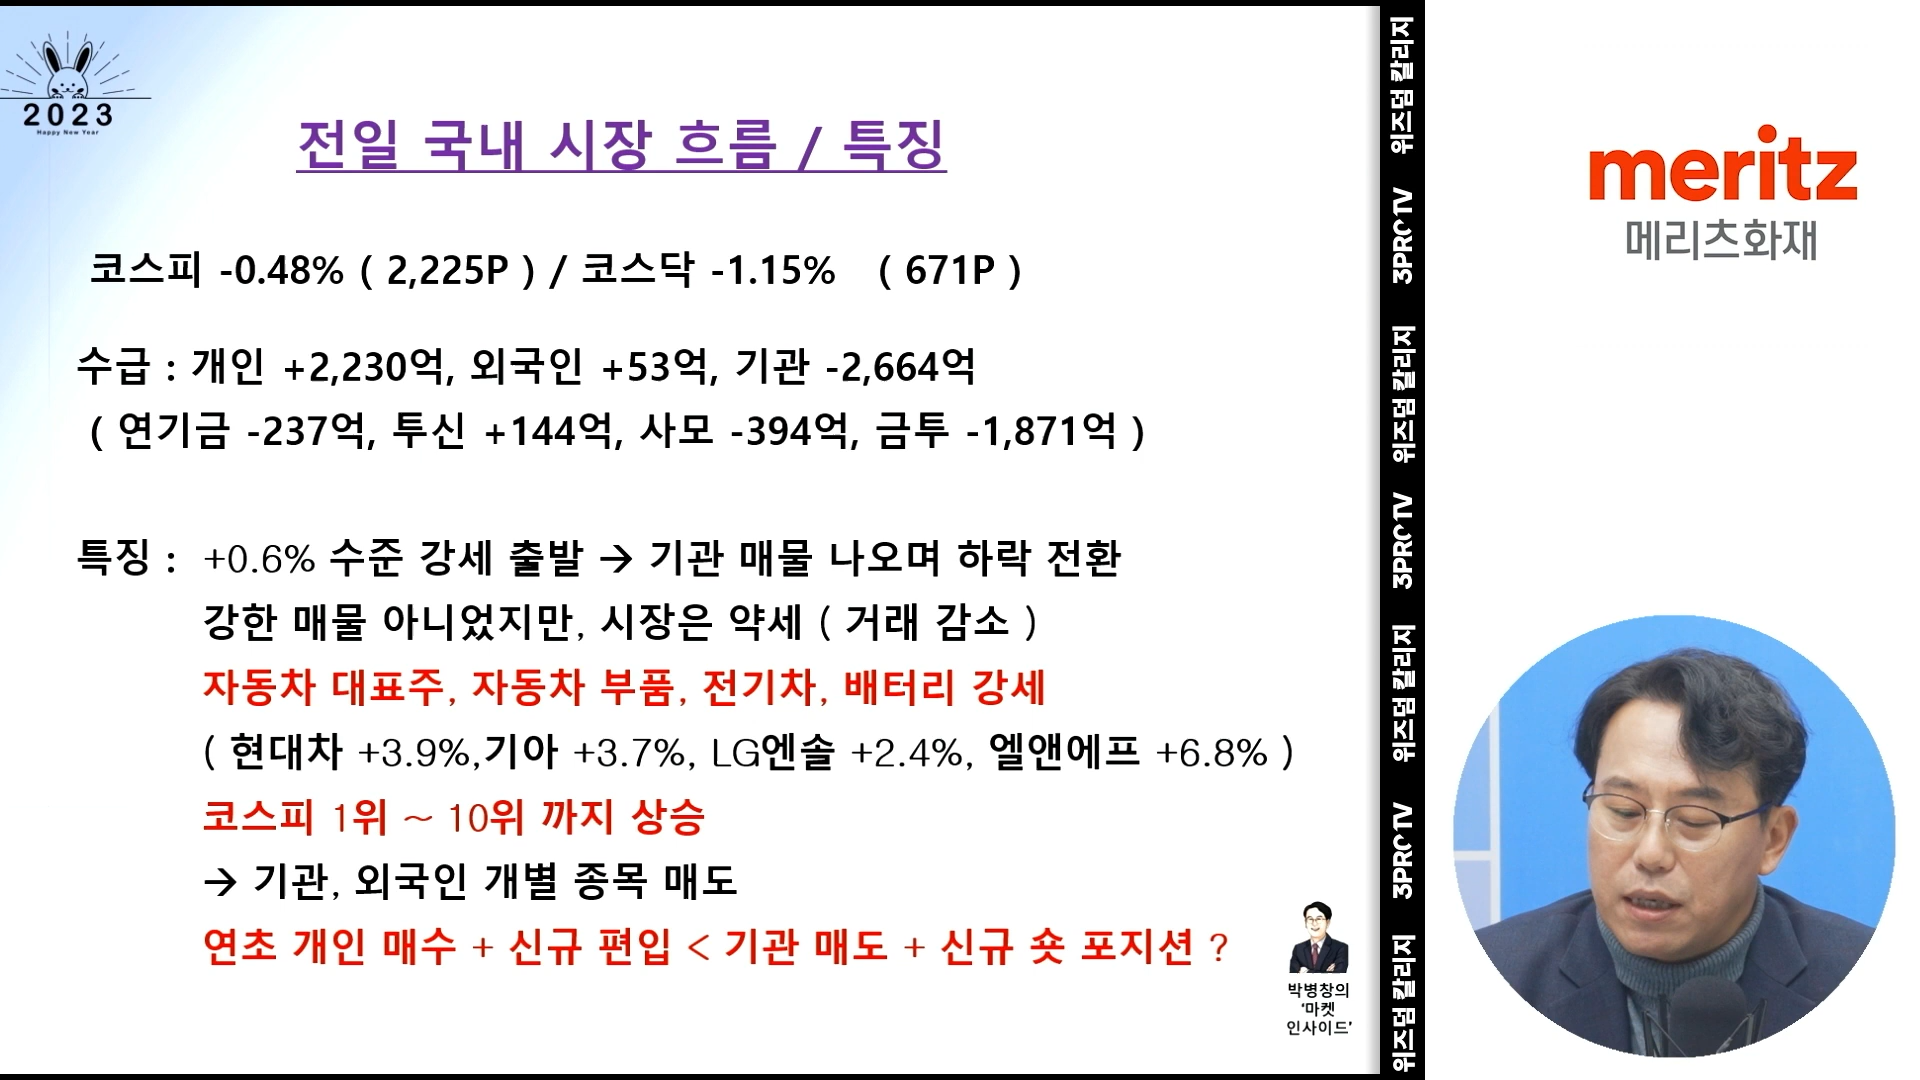 2023
Happy New Year
전일 국내 시장 흐름 / 특징
코스피 -0.48% ( 2,225P ) / 코스닥 -1.15% ( 671P )
수급 : 개인 +2,230억, 외국인 +53억, 기관 -2,664억
( 연기금 -237억, 투신 +144억, 사모 -394억, 금투 -1,871억 )
특징 : +0.6% 수준 강세 출발 → 기관 매물 나오며 하락 전환
강한 매물 아니었지만, 시장은 약세 ( 거래 감소 )
자동차 대표주, 자동차 부품, 전기차, 배터리 강세
( 현대차 +3.9%,기아 +3.7%, LG엔솔 +2.4%, 엘앤에프 +6.8% )
코스피 1위 ~ 10위 까지 상승
→ 기관, 외국인 개별 종목 매도
연초 개인 매수 + 신규 편입 < 기관 매도 + 신규 숏 포지션 ?
박병창의
‘마켓
인사이드’
위즈덤 칼리지
3PROTV
위즈덤 칼리지
3PROTV
위즈덤 칼리지
3PROTV
위즈덤 칼리지
meritz
메리츠화재